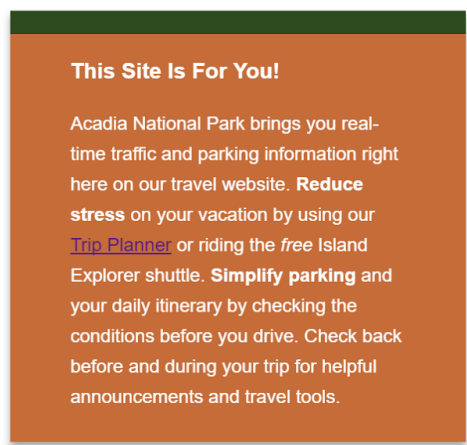 This Site Is For You!
Acadia National Park brings you real-
time traffic and parking information right
here on our travel website. Reduce
stress on your vacation by using our
Trip Planner or riding the free Island
Explorer shuttle. Simplify parking and
your daily itinerary by checking the
conditions before you drive. Check back
before and during your trip for helpful
announcements and travel tools.